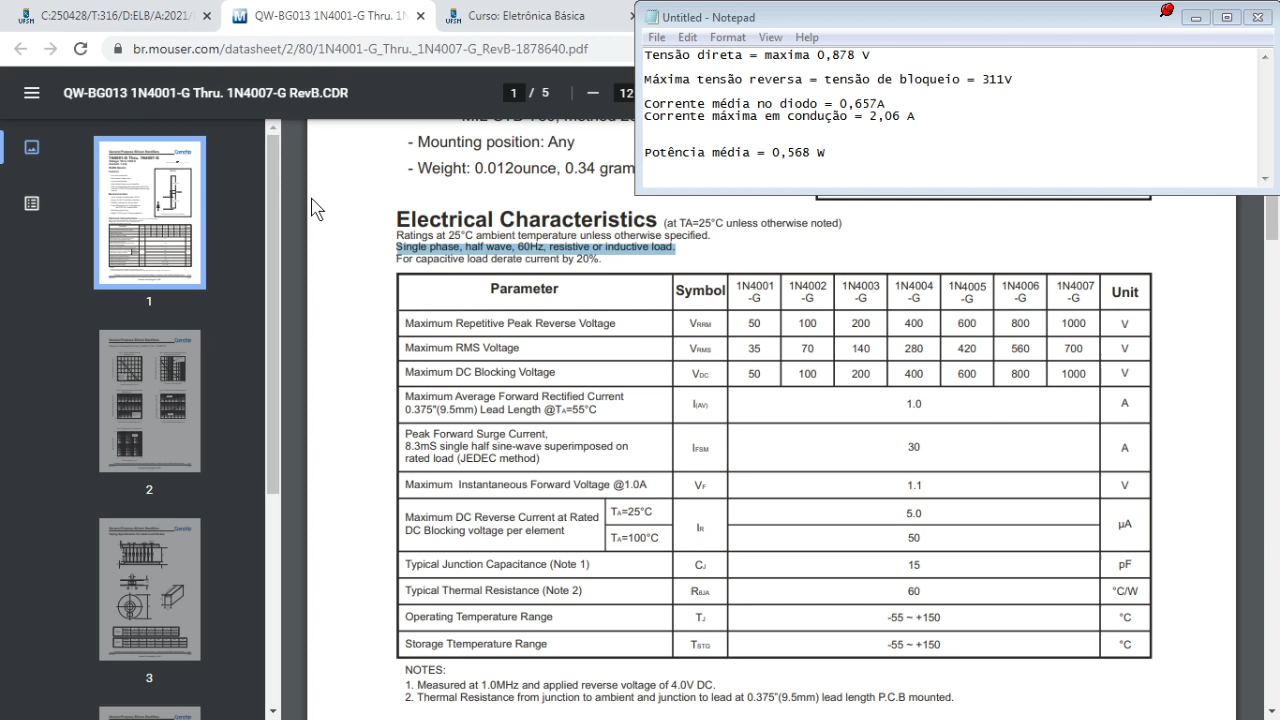 C:250428/T:316/D:ELB/A:2021/
QW-BG013 1N4001-G Thru. 1N
Curso: Eletrônica Básica
br.mouser.com/datasheet/2/80/1N4001-G_Thru._1N4007-G_RevB-1878640.pdf
QW-BG013 1N4001-G Thru. 1N4007-G RevB.CDR
1 / 5
12
Untitled - Notepad
File Edit Format View Help
Tensão direta = maxima 0,878 V
Máxima tensão reversa = tensão de bloqueio = 311V
Corrente média no diodo = 0,657A
Corrente máxima em condução = 2,06 A
Potência média = 0,568 W
1
2
3
- Mounting position: Any
- Weight: 0.012ounce, 0.34 gram
Electrical Characteristics (at TA=25°C unless otherwise noted)
Ratings at 25°C ambient temperature unless otherwise specified.
Single phase, half wave, 60Hz, resistive or inductive load.
For capacitive load derate current by 20%.
Parameter Symbol 1N4001-G 1N4002-G 1N4003-G 1N4004-G 1N4005-G 1N4006-G 1N4007-G Unit
Maximum Repetitive Peak Reverse Voltage VRRM 50 100 200 400 600 800 1000 V
Maximum RMS Voltage VRMS 35 70 140 280 420 560 700 V
Maximum DC Blocking Voltage VDC 50 100 200 400 600 800 1000 V
Maximum Average Forward Rectified Current
0.375"(9.5mm) Lead Length @TA=55°C I(AV) 1.0 A
Peak Forward Surge Current,
8.3mS single half sine-wave superimposed on
rated load (JEDEC method) IFSM 30 A
Maximum Instantaneous Forward Voltage @1.0A VF 1.1 V
Maximum DC Reverse Current at Rated
DC Blocking voltage per element
TA=25°C IR 5.0 µA
TA=100°C 50
Typical Junction Capacitance (Note 1) CJ 15 pF
Typical Thermal Resistance (Note 2) RθJA 60 °C/W
Operating Temperature Range TJ -55 ~ +150 °C
Storage Ttemperature Range TSTG -55 ~ +150 °C
NOTES:
1. Measured at 1.0MHz and applied reverse voltage of 4.0V DC.
2. Thermal Resistance from junction to ambient and junction to lead at 0.375"(9.5mm) lead length P.C.B mounted.